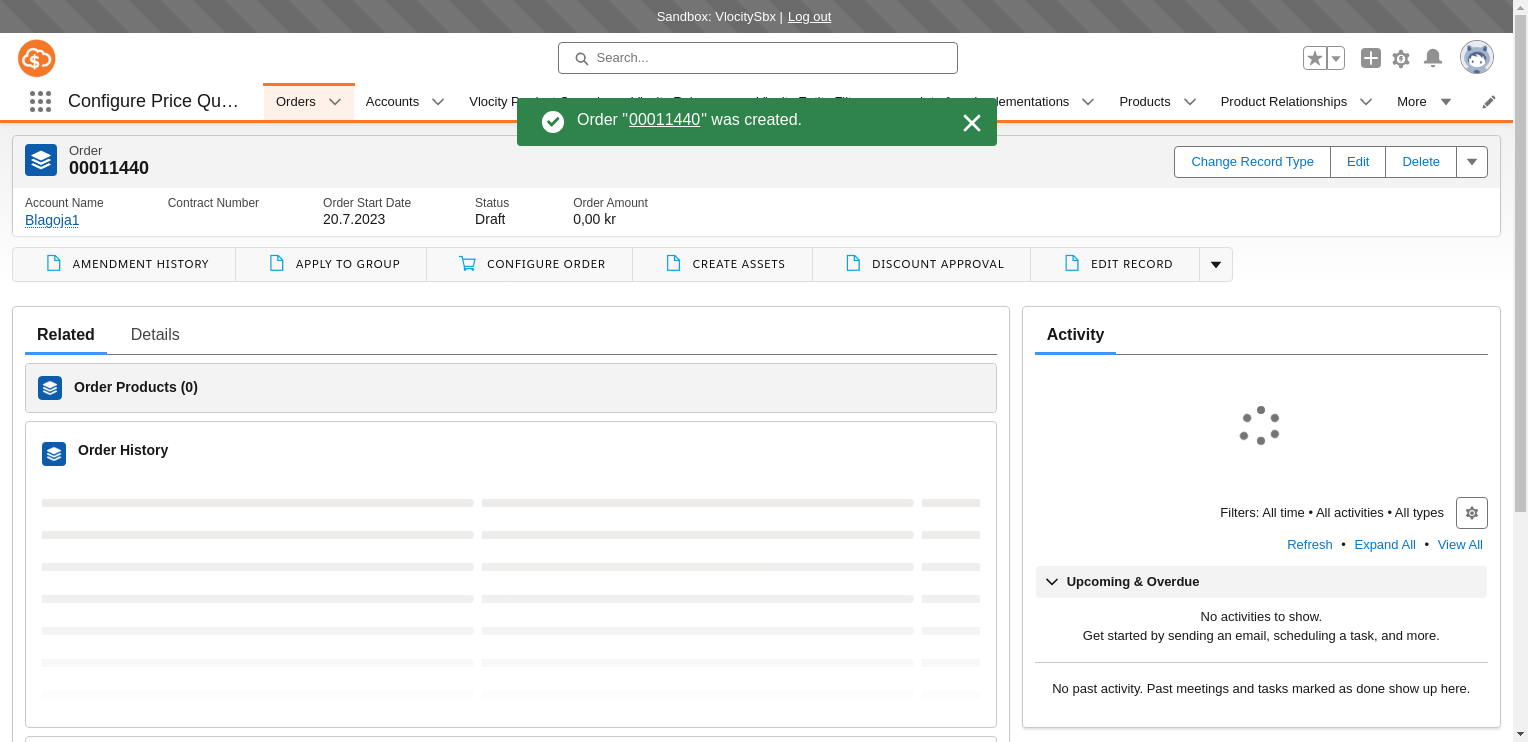 Sandbox: VlocitySbx | Log out
Search...
Configure Price Qu...
Orders
Accounts
Vlocity
Products
Product Relationships
More
Order "00011440" was created.
Order
00011440
Change Record Type
Edit
Delete
Account Name
Contract Number
Order Start Date
Status
Order Amount
Blagoja1
20.7.2023
Draft
0,00 kr
AMENDMENT HISTORY
APPLY TO GROUP
CONFIGURE ORDER
CREATE ASSETS
DISCOUNT APPROVAL
EDIT RECORD
Related
Details
Order Products (0)
Order History
Activity
Filters: All time • All activities • All types
Refresh • Expand All • View All
Upcoming & Overdue
No activities to show.
Get started by sending an email, scheduling a task, and more.
No past activity. Past meetings and tasks marked as done show up here.